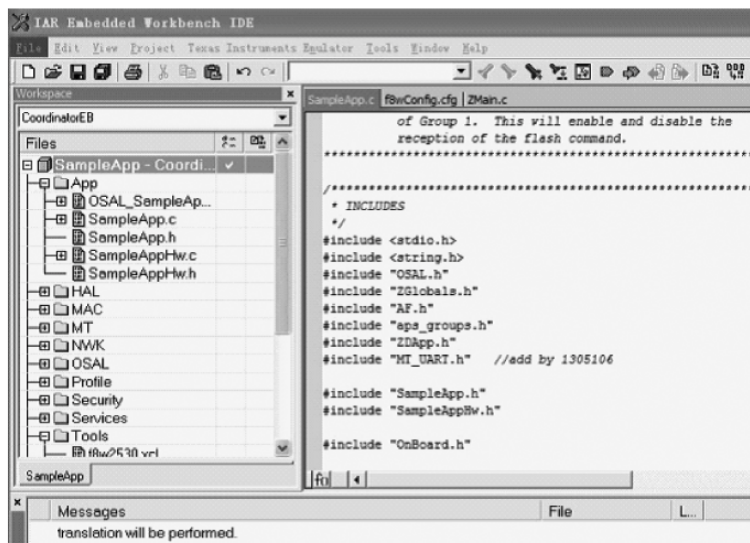 IAR Embedded Workbench IDE
File Edit View Project Texas Instruments Emulator Tools Window Help
Workspace
CoordinatorEB
Files
SampleApp - Coordi...
App
OSAL_SampleAp...
SampleApp.c
SampleApp.h
SampleAppHw.c
SampleAppHw.h
HAL
MAC
MT
NWK
OSAL
Profile
Security
Services
Tools
f8w2530.xcl
SampleApp
SampleApp.c f8wConfig.cfg | ZMain.c
of Group 1. This will enable and disable the
reception of the flash command.
****************************************************************
/***************************************************************
* INCLUDES
*/
#include <stdio.h>
#include <string.h>
#include "OSAL.h"
#include "ZGlobals.h"
#include "AF.h"
#include "aps_groups.h"
#include "ZDApp.h"
#include "MT_UART.h" //add by 1305106
#include "SampleApp.h"
#include "SampleAppHw.h"
#include "OnBoard.h"
fo
Messages File L...
translation will be performed.